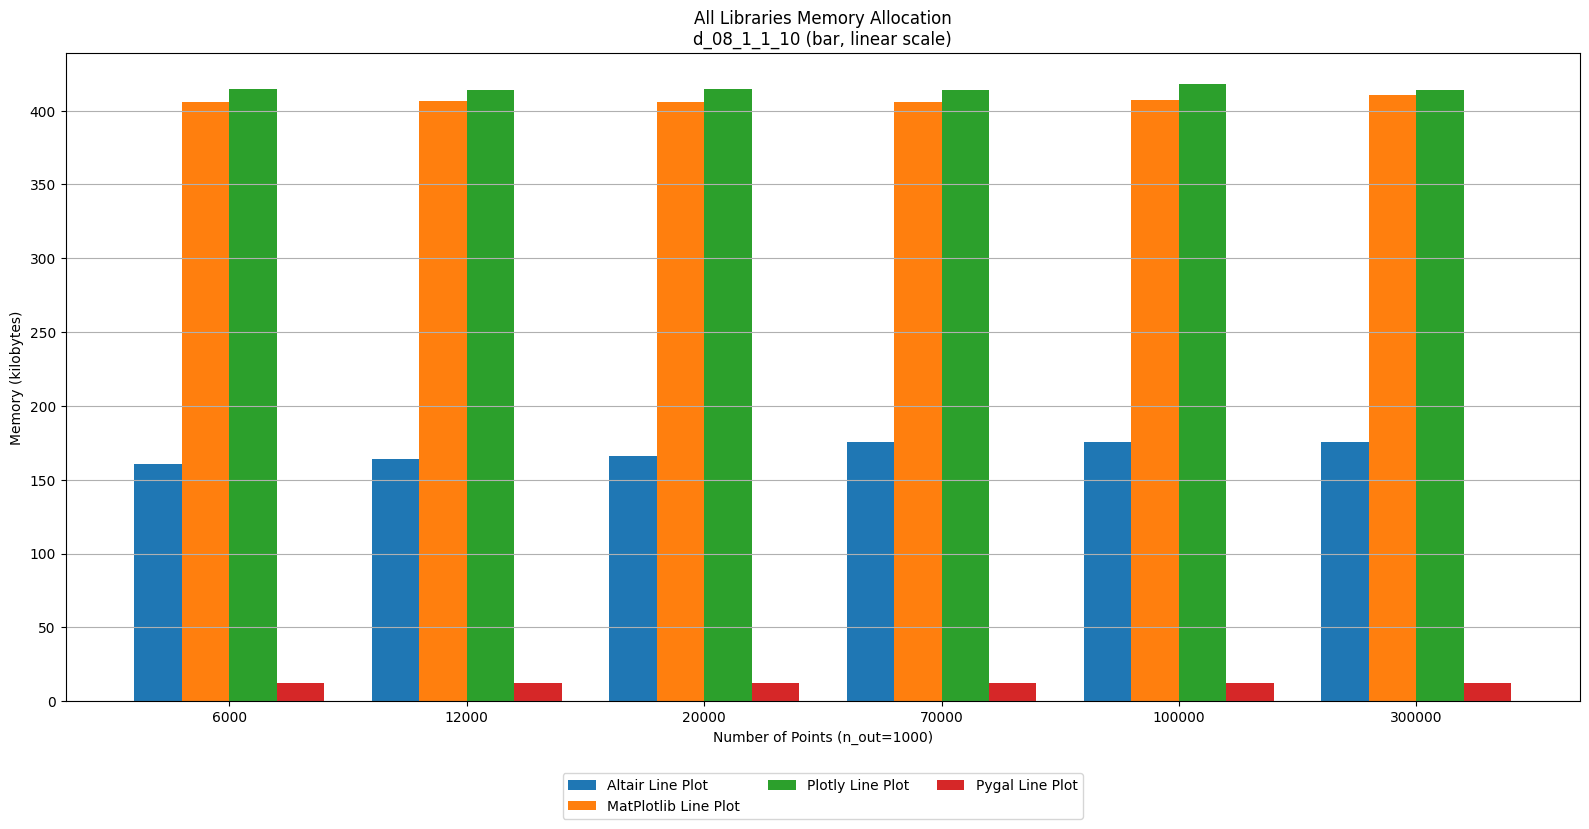 All Libraries Memory Allocation
d_08_1_1_10 (bar, linear scale)
Memory (kilobytes)
400
350
300
250
200
150
100
50
0
6000 12000 20000 70000 100000 300000
Number of Points (n_out=1000)
Altair Line Plot Plotly Line Plot Pygal Line Plot
MatPlotlib Line Plot